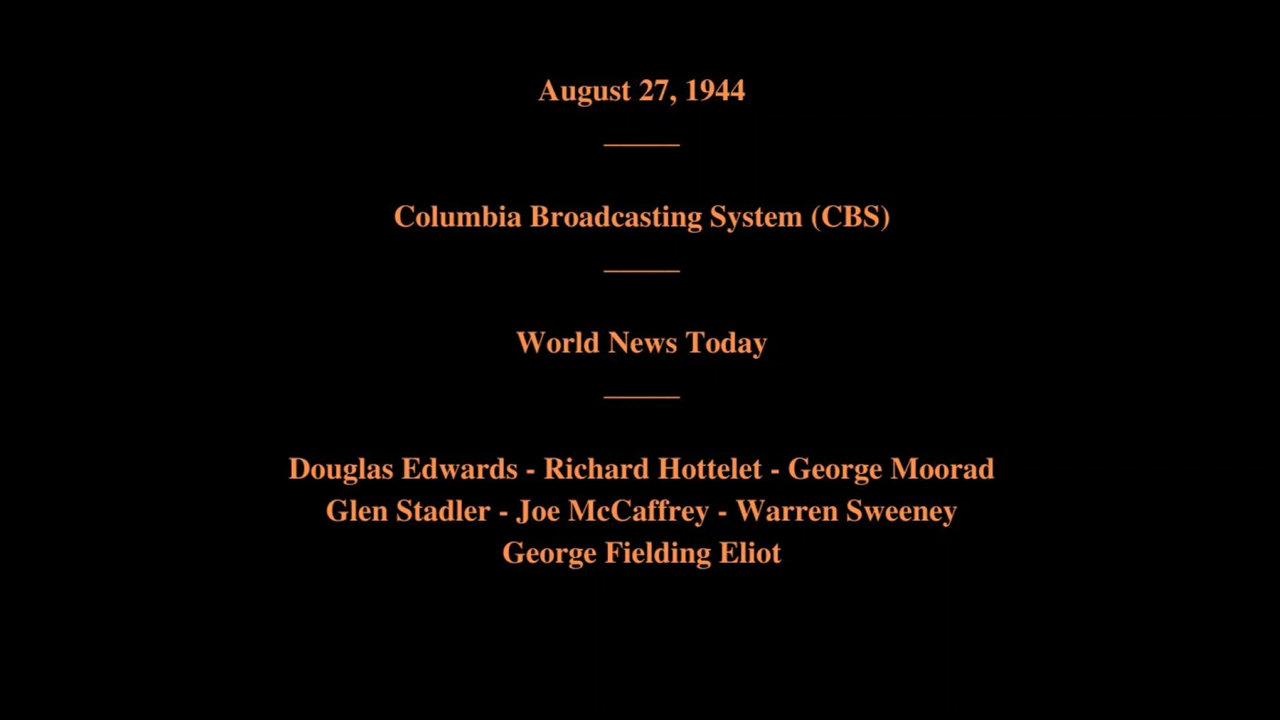 August 27, 1944
Columbia Broadcasting System (CBS)
World News Today
Douglas Edwards - Richard Hottelet - George Moorad
Glen Stadler - Joe McCaffrey - Warren Sweeney
George Fielding Eliot